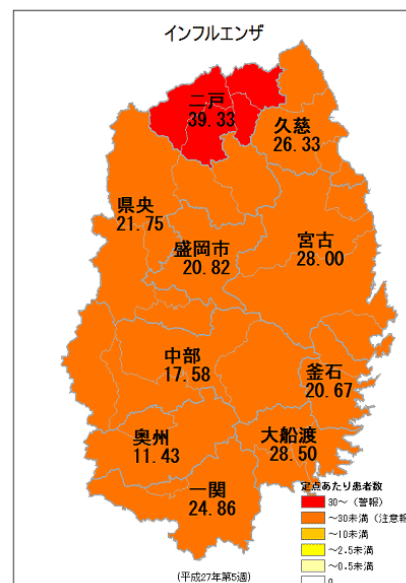 インフルエンザ
二戸
39.33
久慈
26.33
県央
21.75
盛岡市
20.82
宮古
28.00
中部
17.58
釜石
20.67
奥州
11.43
大船渡
28.50
一関
24.86
定点あたり患者数
30～（警報）
～30未満（注意報
～10未満
～2.5未満
～0.5未満
0
(平成27年第5週)